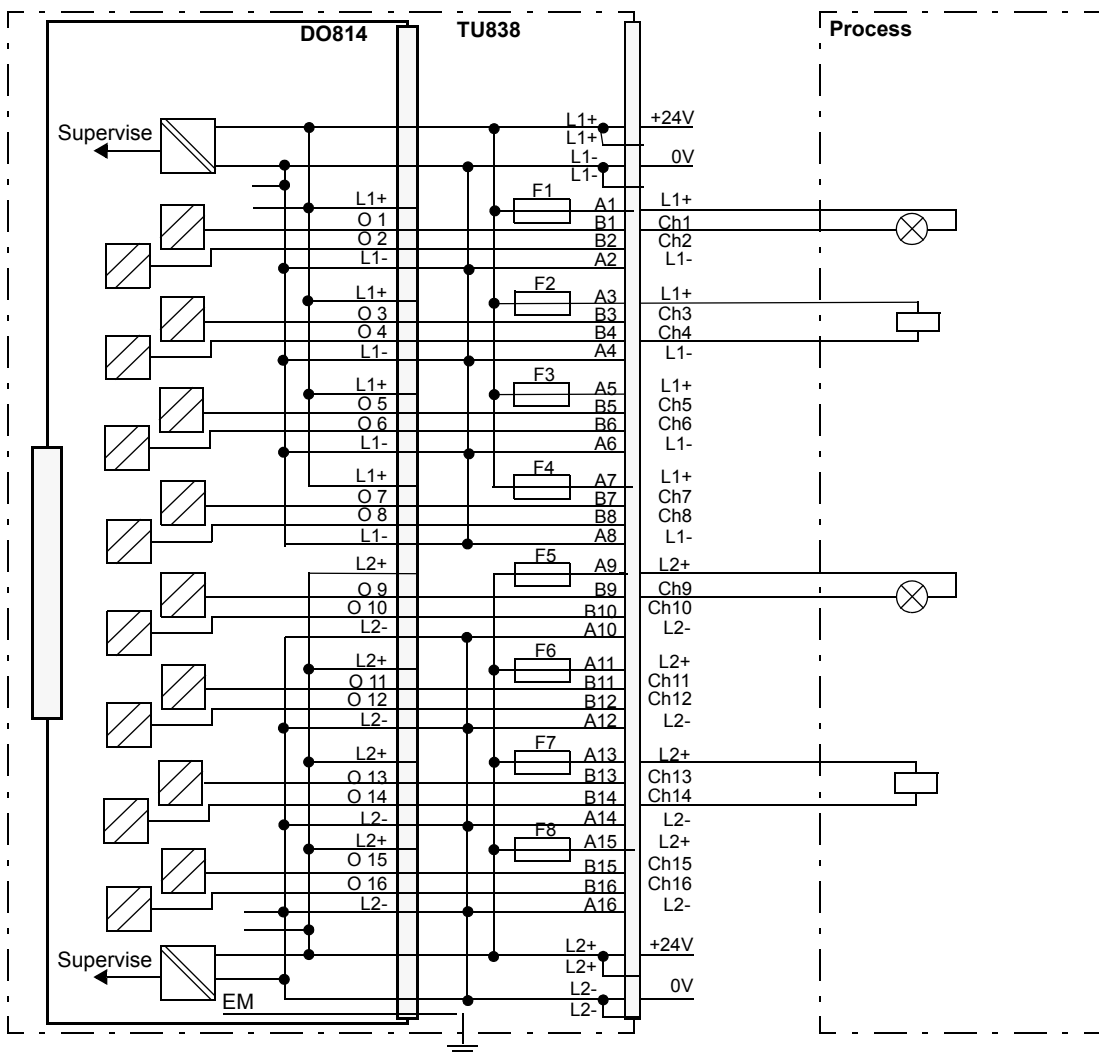 DO814 TU838 Process
Supervise
L1+ +24V
L1+
L1- 0V
L1-
L1+ F1 A1 L1+
O 1 B1 Ch1
O 2 B2 Ch2
L1- A2 L1-
L1+ F2 A3 L1+
O 3 B3 Ch3
O 4 B4 Ch4
L1- A4 L1-
L1+ F3 A5 L1+
O 5 B5 Ch5
O 6 B6 Ch6
L1- A6 L1-
L1+ F4 A7 L1+
O 7 B7 Ch7
O 8 B8 Ch8
L1- A8 L1-
L2+ F5 A9 L2+
O 9 B9 Ch9
O 10 B10 Ch10
L2- A10 L2-
L2+ F6 A11 L2+
O 11 B11 Ch11
O 12 B12 Ch12
L2- A12 L2-
L2+ F7 A13 L2+
O 13 B13 Ch13
O 14 B14 Ch14
L2- A14 L2-
L2+ F8 A15 L2+
O 15 B15 Ch15
O 16 B16 Ch16
L2- A16 L2-
Supervise
L2+ +24V
L2+
L2- 0V
L2-
EM